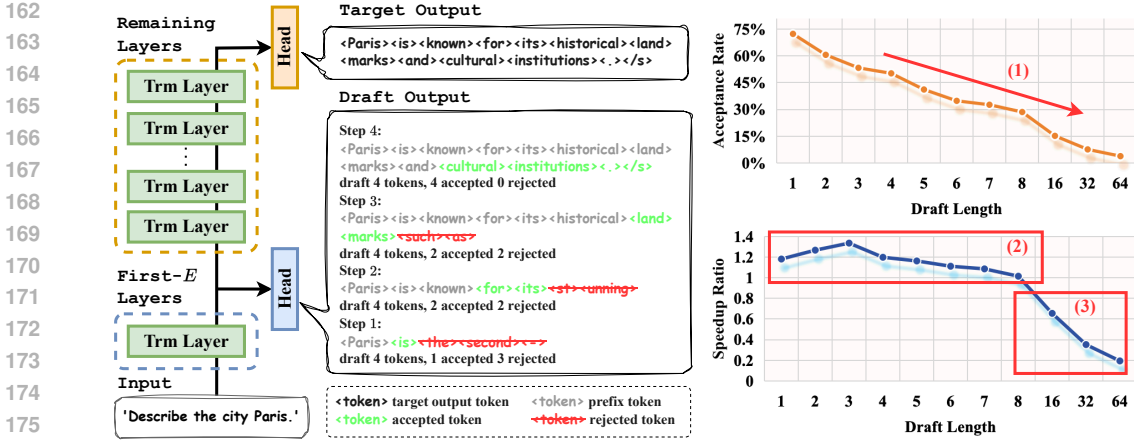 162
163
164
165
166
167
168
169
170
171
172
173
174
175
Remaining
Layers
Trm Layer
Trm Layer
⋮
Trm Layer
Trm Layer
First-E
Layers
Trm Layer
Input
'Describe the city Paris.'
Head
Head
Target Output
<Paris><is><known><for><its><historical><land>
<marks><and><cultural><institutions><.></s>
Draft Output
Step 4:
<Paris><is><known><for><its><historical><land>
<marks><and><cultural><institutions><.></s>
draft 4 tokens, 4 accepted 0 rejected
Step 3:
<Paris><is><known><for><its><historical><land>
<marks><such><as>
draft 4 tokens, 2 accepted 2 rejected
Step 2:
<Paris><is><known><for><its><st><unning>
draft 4 tokens, 2 accepted 2 rejected
Step 1:
<Paris><is><the><second><->
draft 4 tokens, 1 accepted 3 rejected
<token> target output token <token> prefix token
<token> accepted token <token> rejected token
Acceptance Rate
75%
60%
45%
30%
15%
0%
(1)
1 2 3 4 5 6 7 8 16 32 64
Draft Length
Speedup Ratio
1.4
1.2
1
0.8
0.6
0.4
0.2
0
(2)
(3)
1 2 3 4 5 6 7 8 16 32 64
Draft Length